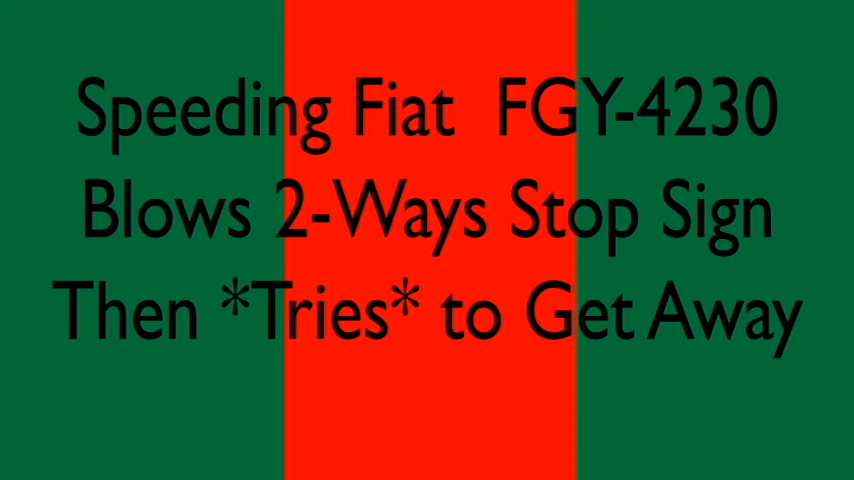 Speeding Fiat  FGY-4230
Blows 2-Ways Stop Sign
Then *Tries* to Get Away